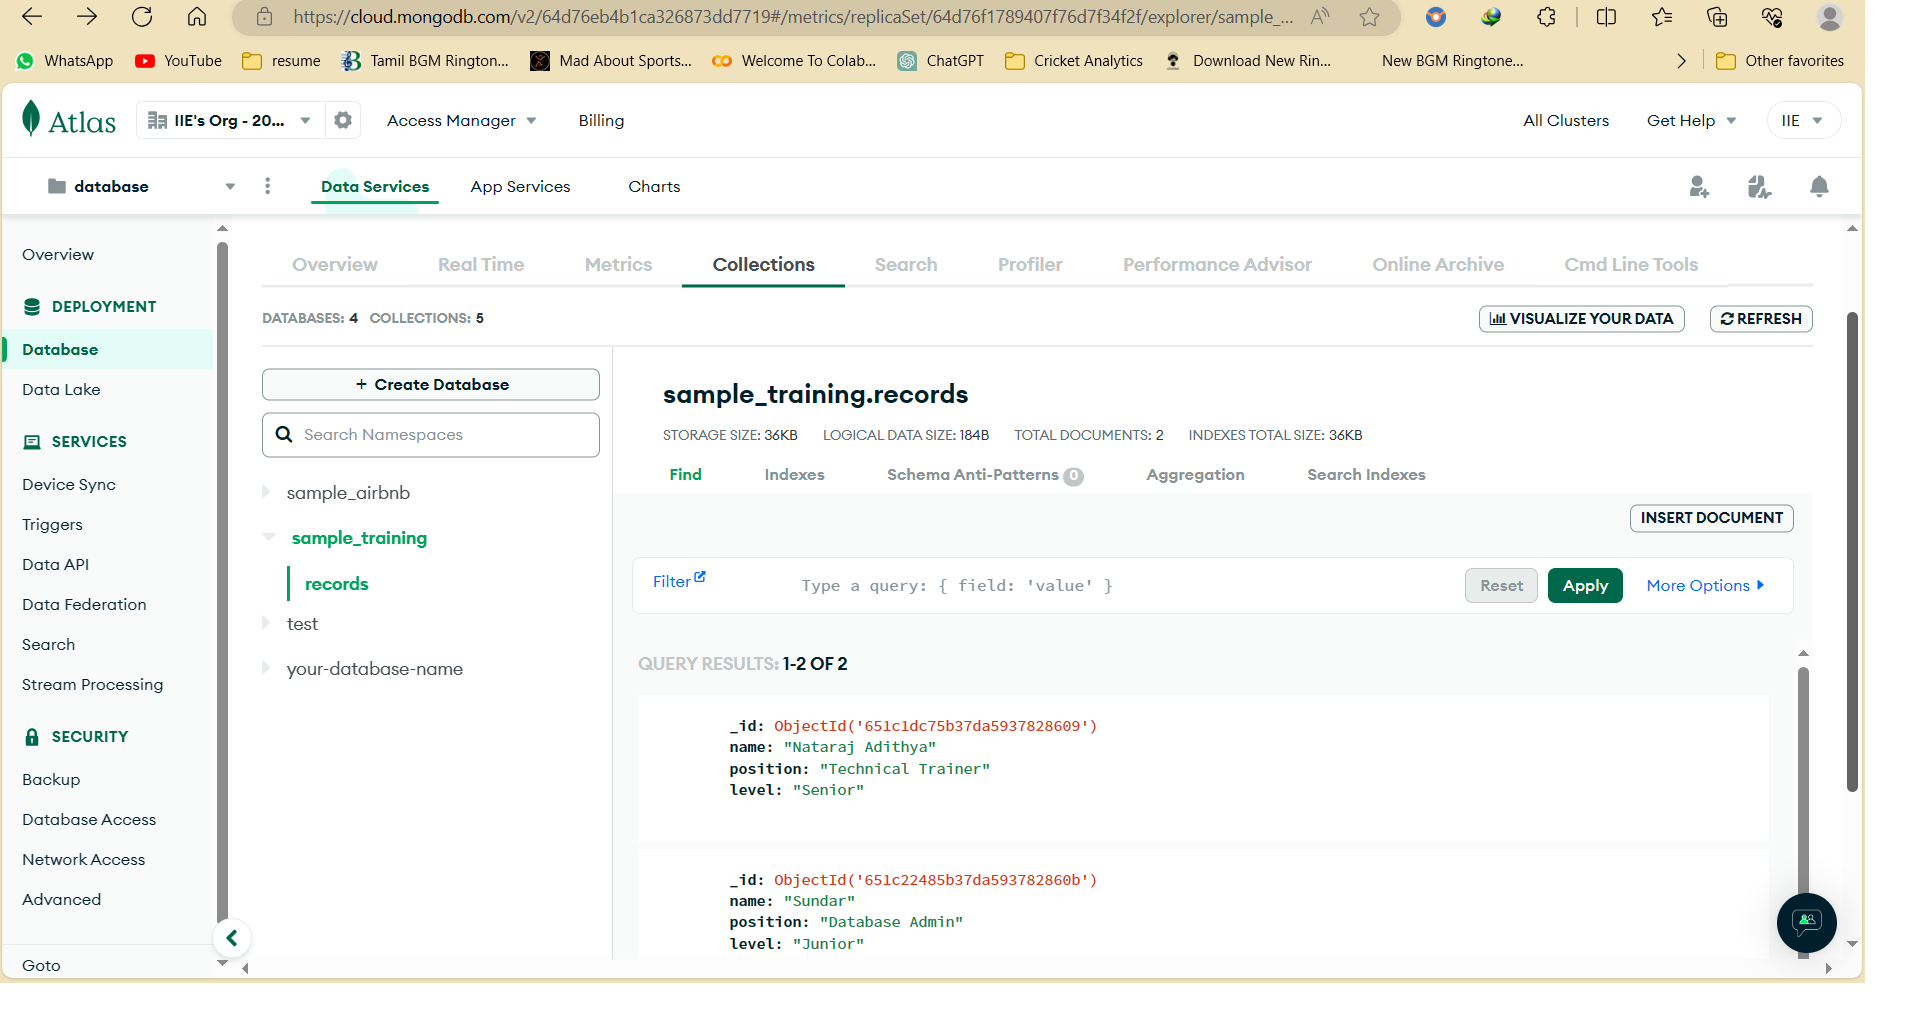 https://cloud.mongodb.com/v2/64d76eb4b1ca326873dd7719#/metrics/replicaSet/64d76f1789407f76d7f34f2f/explorer/sample_...
WhatsApp YouTube resume Tamil BGM Rington... Mad About Sports... Welcome To Colab... ChatGPT Cricket Analytics Download New Rin... New BGM Ringtone... Other favorites
Atlas IIE's Org - 20... Access Manager Billing All Clusters Get Help IIE
database Data Services App Services Charts
Overview
DEPLOYMENT
Database
Data Lake
SERVICES
Device Sync
Triggers
Data API
Data Federation
Search
Stream Processing
SECURITY
Backup
Database Access
Network Access
Advanced
Goto
Overview Real Time Metrics Collections Search Profiler Performance Advisor Online Archive Cmd Line Tools
DATABASES: 4 COLLECTIONS: 5 VISUALIZE YOUR DATA REFRESH
+ Create Database
Search Namespaces
sample_airbnb
sample_training
records
test
your-database-name
sample_training.records
STORAGE SIZE: 36KB LOGICAL DATA SIZE: 184B TOTAL DOCUMENTS: 2 INDEXES TOTAL SIZE: 36KB
Find Indexes Schema Anti-Patterns 0 Aggregation Search Indexes
INSERT DOCUMENT
Filter Type a query: { field: 'value' } Reset Apply More Options
QUERY RESULTS: 1-2 OF 2
_id: ObjectId('651c1dc75b37da5937828609')
name: "Nataraj Adithya"
position: "Technical Trainer"
level: "Senior"
_id: ObjectId('651c22485b37da593782860b')
name: "Sundar"
position: "Database Admin"
level: "Junior"